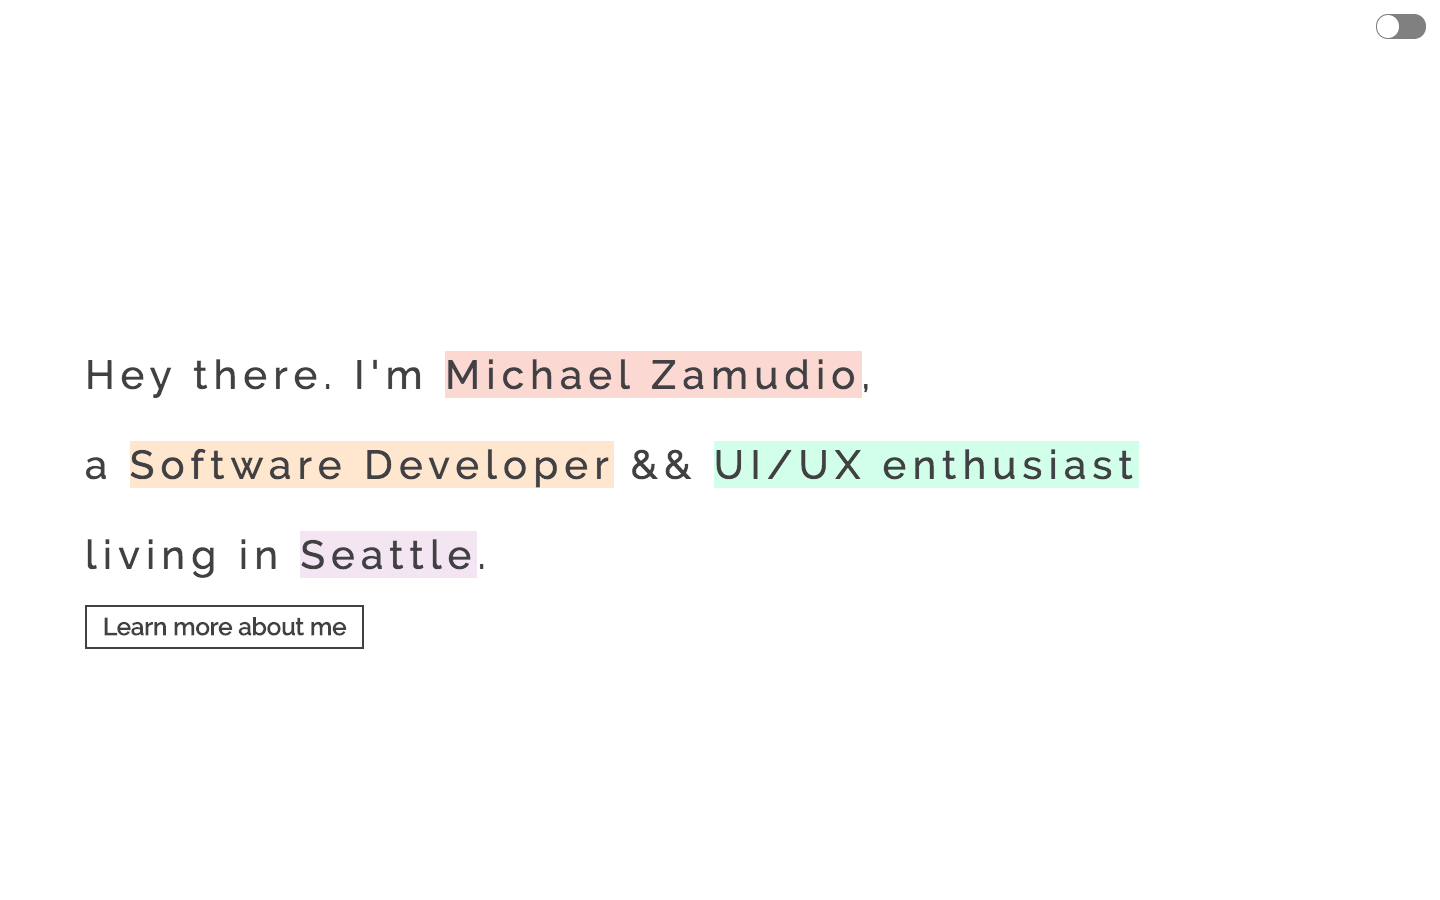 Hey there. I'm Michael Zamudio,
a Software Developer && UI/UX enthusiast
living in Seattle.
Learn more about me